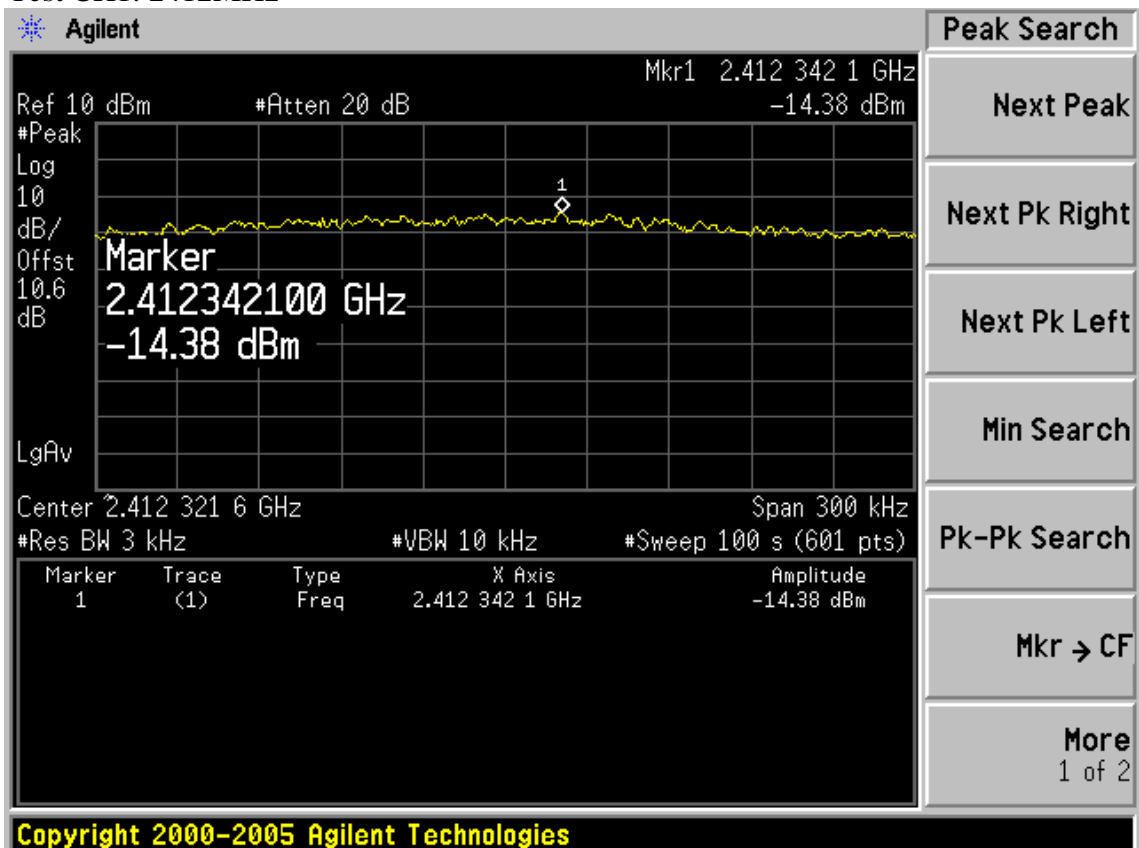 Agilent
Peak Search
Mkr1 2.412 342 1 GHz
Ref 10 dBm #Atten 20 dB -14.38 dBm
#Peak
Log
10
dB/
Offst
10.6
dB
LgAv
1
Marker
2.412342100 GHz
-14.38 dBm
Center 2.412 321 6 GHz Span 300 kHz
#Res BW 3 kHz #VBW 10 kHz #Sweep 100 s (601 pts)
Marker Trace Type X Axis Amplitude
1 (1) Freq 2.412 342 1 GHz -14.38 dBm
Next Peak
Next Pk Right
Next Pk Left
Min Search
Pk-Pk Search
Mkr → CF
More
1 of 2
Copyright 2000-2005 Agilent Technologies